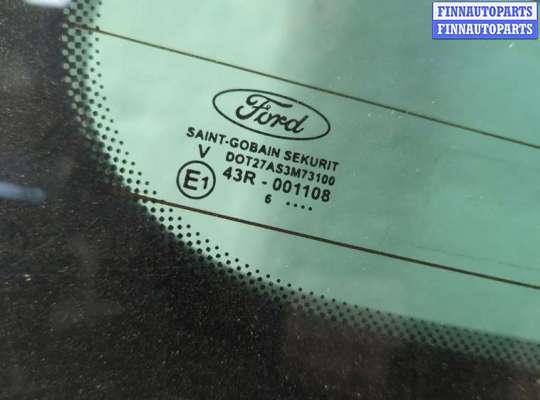 FINNAUTOPARTS
FINNAUTOPARTS
Ford
SAINT-GOBAIN SEKURIT
V DOT27AS3M73100
E1 43R - 001108
6 ....